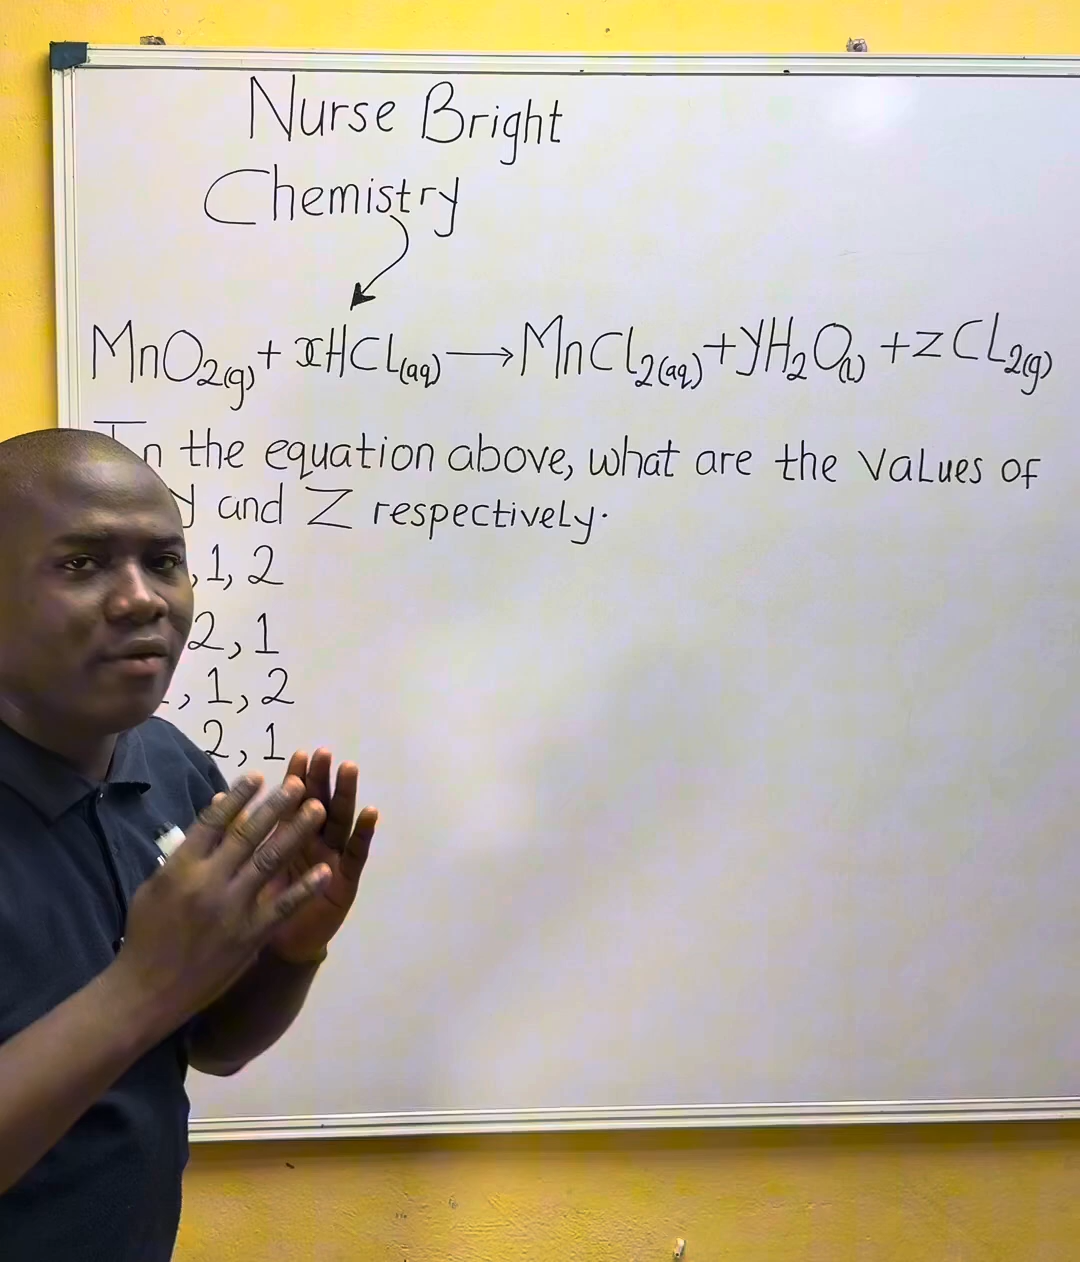 Nurse Bright
Chemistry
MnO₂(g) + xHCL(aq) → MnCl₂(aq) + yH₂O(l) + zCL₂(g)
In the equation above, what are the values of
y and Z respectively.
, 1, 2
2, 1
, 1, 2
2, 1